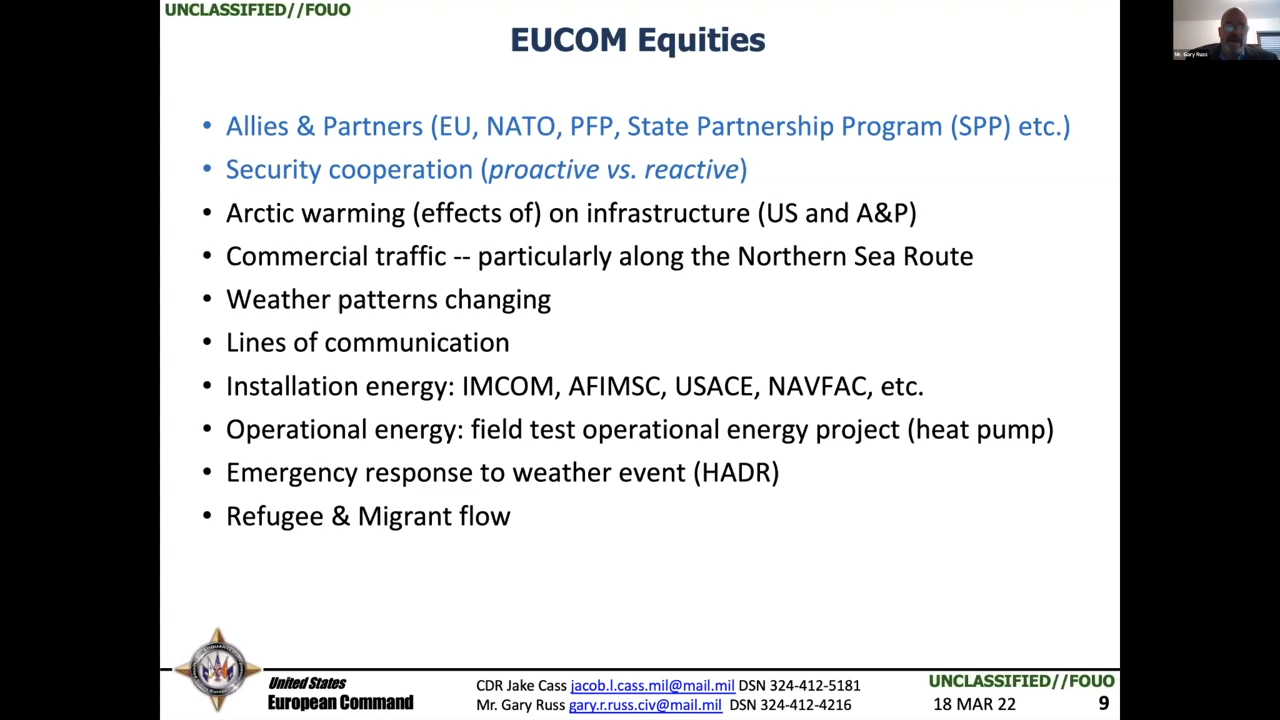 UNCLASSIFIED//FOUO
EUCOM Equities
Mr. Gary Russ
• Allies & Partners (EU, NATO, PFP, State Partnership Program (SPP) etc.)
• Security cooperation (proactive vs. reactive)
• Arctic warming (effects of) on infrastructure (US and A&P)
• Commercial traffic -- particularly along the Northern Sea Route
• Weather patterns changing
• Lines of communication
• Installation energy: IMCOM, AFIMSC, USACE, NAVFAC, etc.
• Operational energy: field test operational energy project (heat pump)
• Emergency response to weather event (HADR)
• Refugee & Migrant flow
United States
European Command
CDR Jake Cass jacob.l.cass.mil@mail.mil DSN 324-412-5181
Mr. Gary Russ gary.r.russ.civ@mail.mil DSN 324-412-4216
UNCLASSIFIED//FOUO
18 MAR 22
9